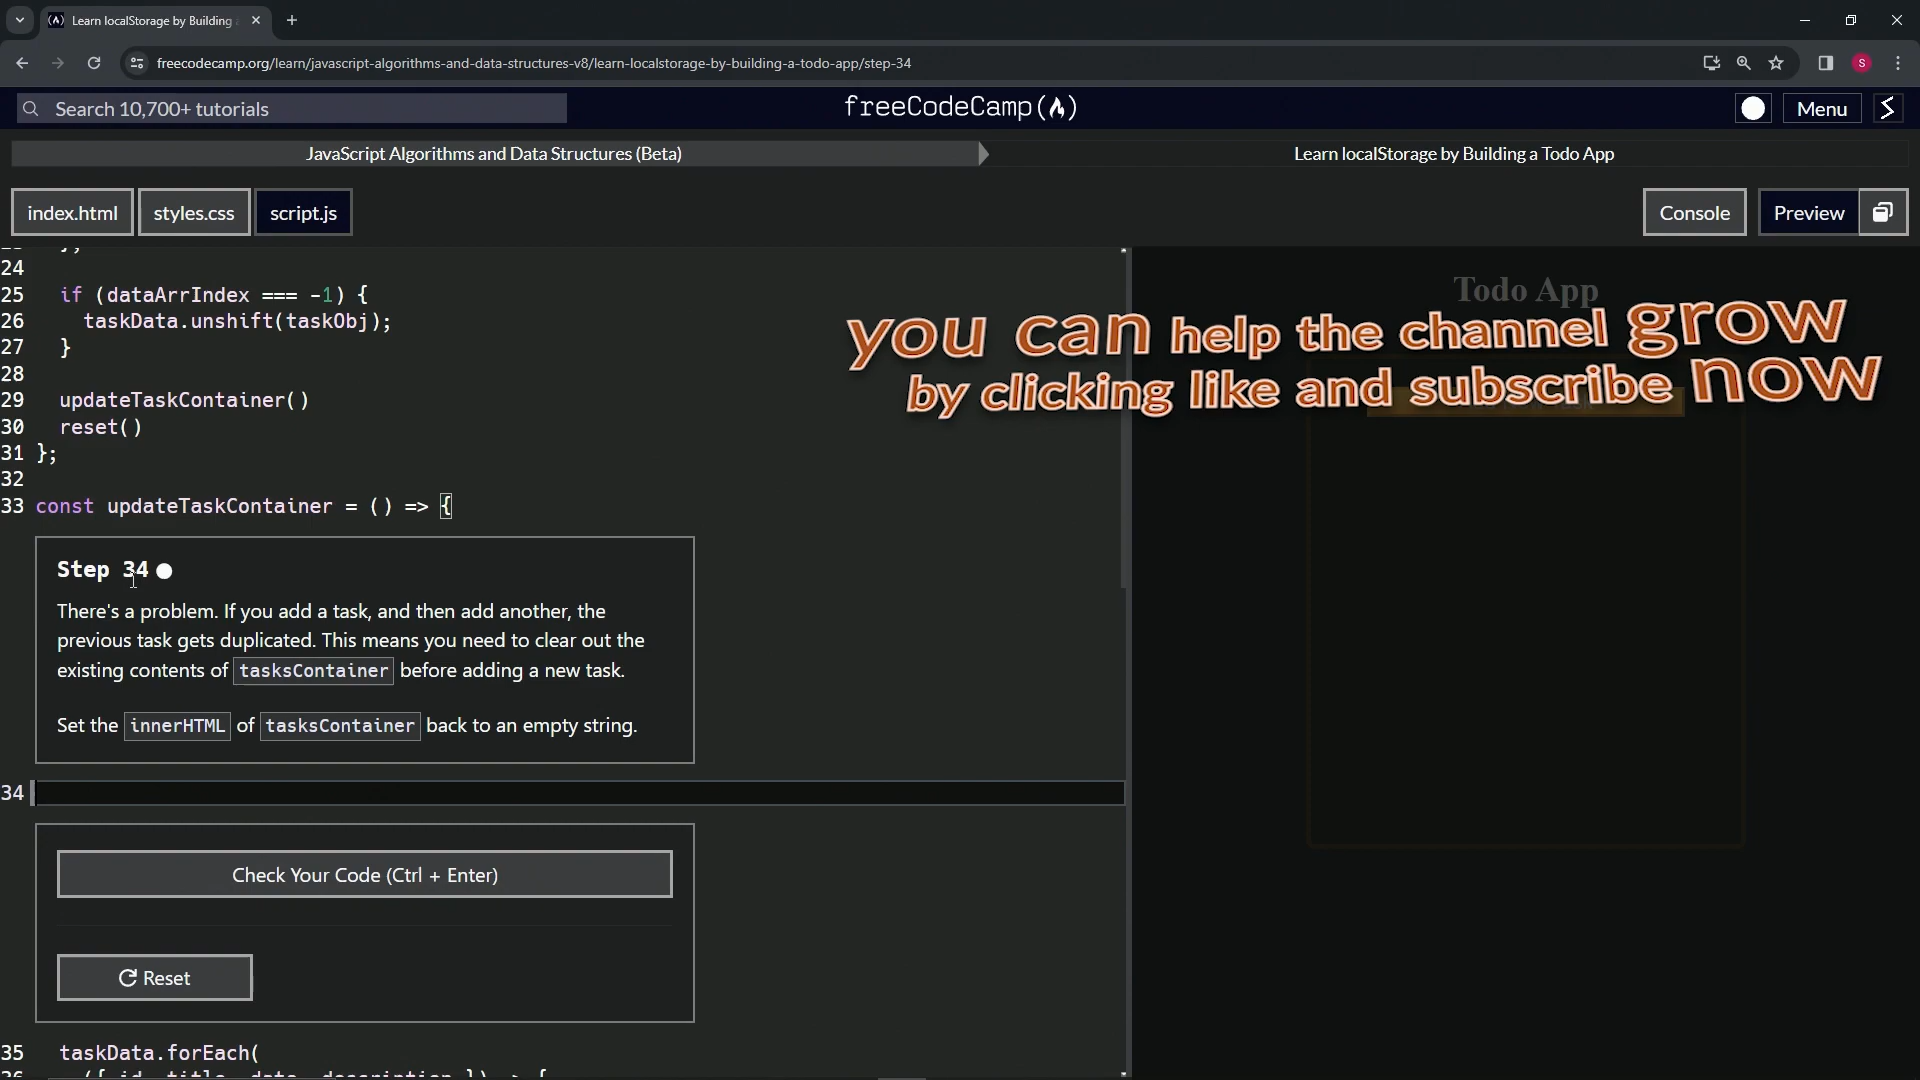 Learn localStorage by Building
freecodecamp.org/learn/javascript-algorithms-and-data-structures-v8/learn-localstorage-by-building-a-todo-app/step-34
S
Search 10,700+ tutorials
freeCodeCamp(🔥)
Menu
JavaScript Algorithms and Data Structures (Beta)
Learn localStorage by Building a Todo App
index.html
styles.css
script.js
Console
Preview
24
25 if (dataArrIndex === -1) {
26 taskData.unshift(taskObj);
27 }
28
29 updateTaskContainer()
30 reset()
31 };
32
33 const updateTaskContainer = () => {
Todo App
you can help the channel grow
by clicking like and subscribe now
Step 34
There's a problem. If you add a task, and then add another, the
previous task gets duplicated. This means you need to clear out the
existing contents of tasksContainer before adding a new task.
Set the innerHTML of tasksContainer back to an empty string.
34
Check Your Code (Ctrl + Enter)
Reset
35 taskData.forEach(
36 ({ id, title, date, description }) => {